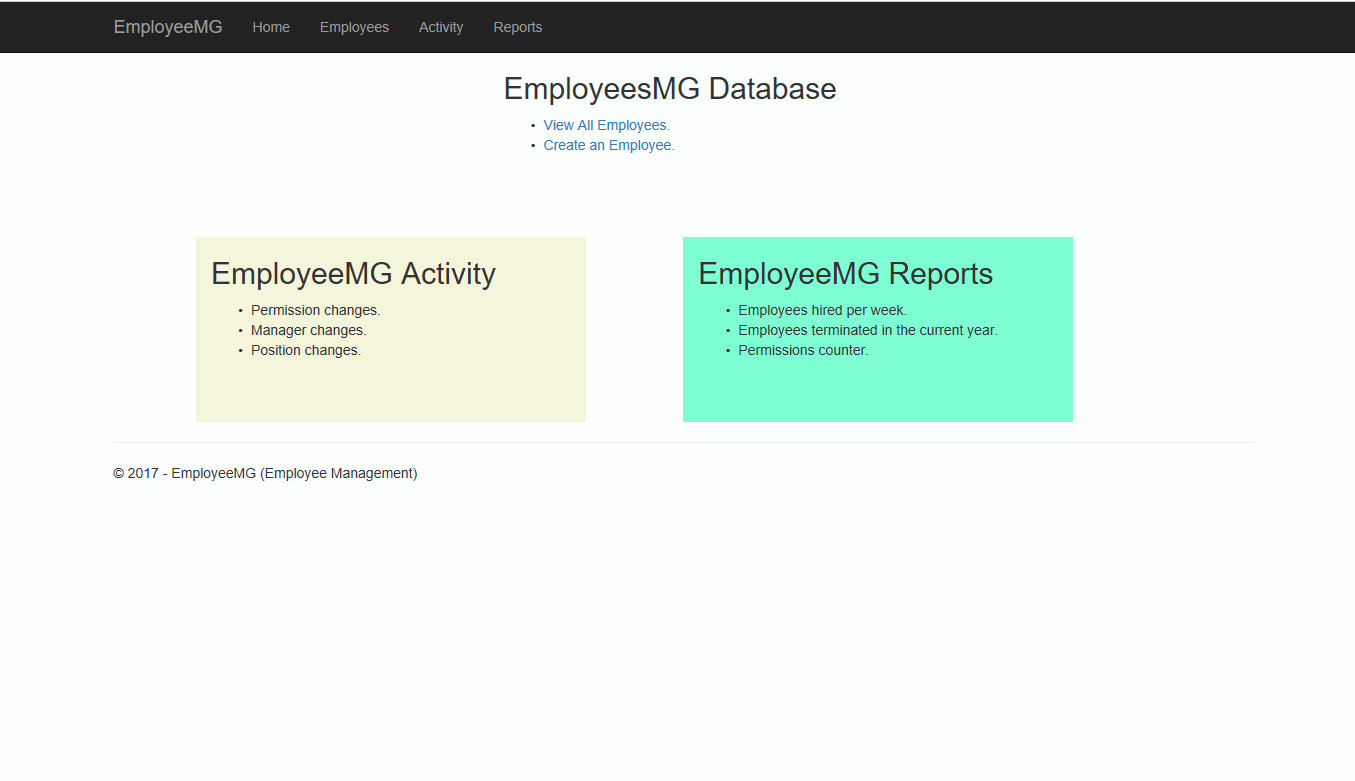 EmployeeMG Home Employees Activity Reports
EmployeesMG Database
• View All Employees.
• Create an Employee.
EmployeeMG Activity
• Permission changes.
• Manager changes.
• Position changes.
EmployeeMG Reports
• Employees hired per week.
• Employees terminated in the current year.
• Permissions counter.
© 2017 - EmployeeMG (Employee Management)